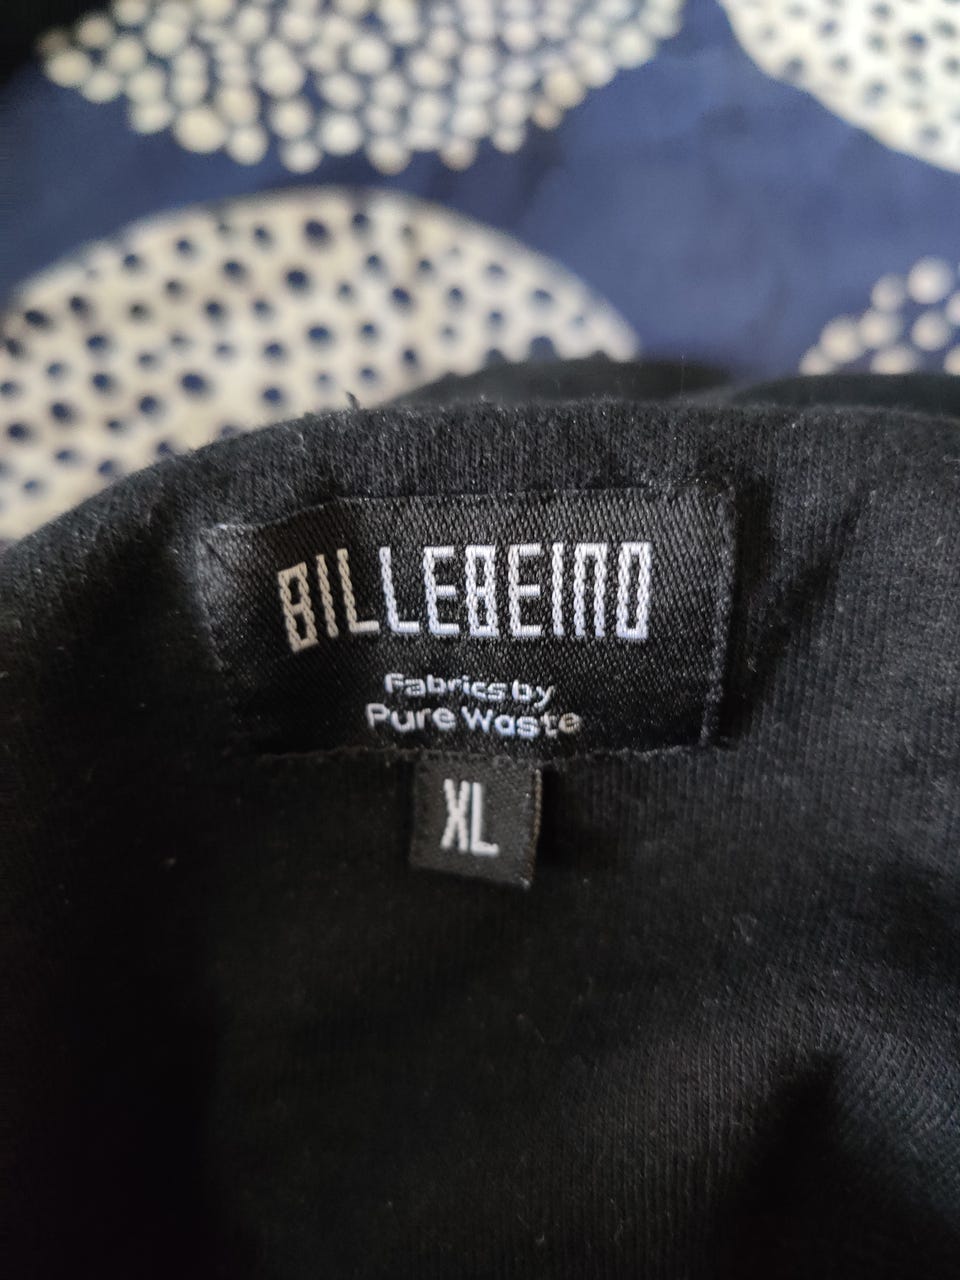 BILLEBEINO
Fabrics by
Pure Waste
XL